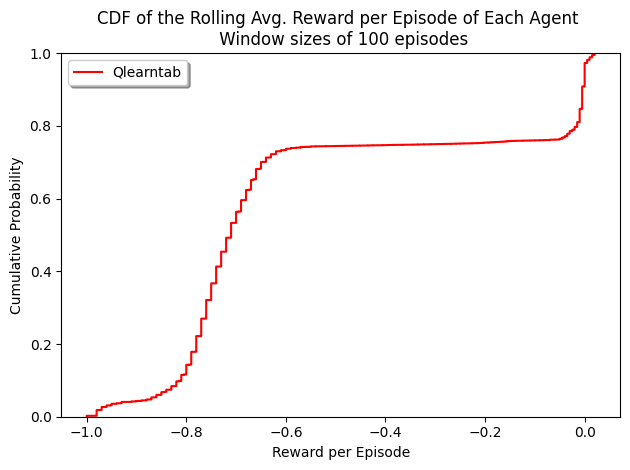 CDF of the Rolling Avg. Reward per Episode of Each Agent
Window sizes of 100 episodes
Qlearntab
Cumulative Probability
1.0
0.8
0.6
0.4
0.2
0.0
−1.0
−0.8
−0.6
−0.4
−0.2
0.0
Reward per Episode